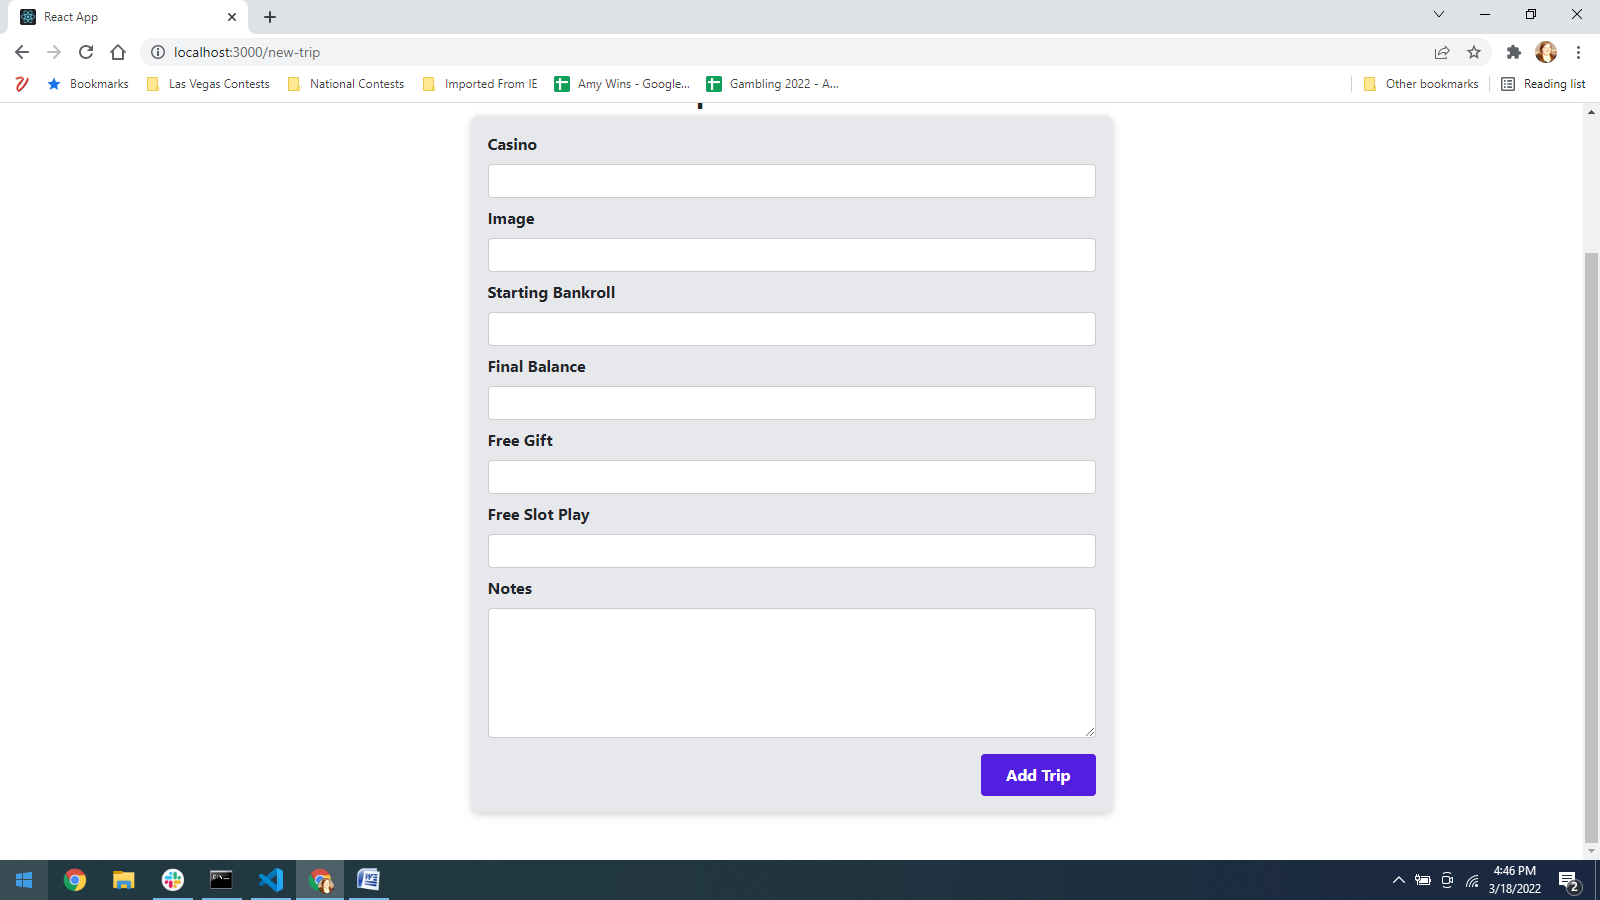 React App
localhost:3000/new-trip
Bookmarks Las Vegas Contests National Contests Imported From IE Amy Wins - Google... Gambling 2022 - A... Other bookmarks Reading list
Casino
Image
Starting Bankroll
Final Balance
Free Gift
Free Slot Play
Notes
Add Trip
4:46 PM
3/18/2022
2